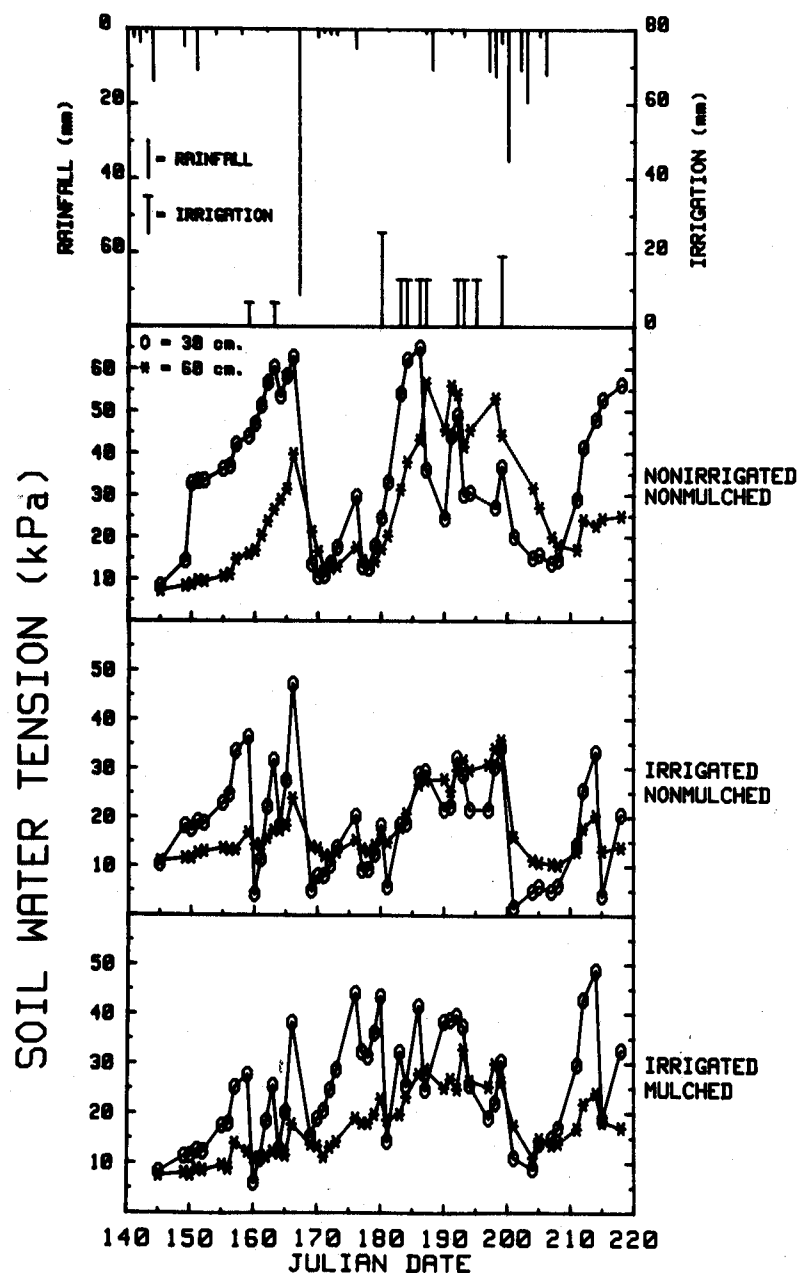 0
20
40
60
RAINFALL (mm)
80
60
40
20
0
IRRIGATION (mm)
= RAINFALL
= IRRIGATION
O = 30 cm.
* = 60 cm.
60
50
40
30
20
10
NONIRRIGATED
NONMULCHED
50
40
30
20
10
IRRIGATED
NONMULCHED
50
40
30
20
10
IRRIGATED
MULCHED
SOIL WATER TENSION (kPa)
140 150 160 170 180 190 200 210 220
JULIAN DATE